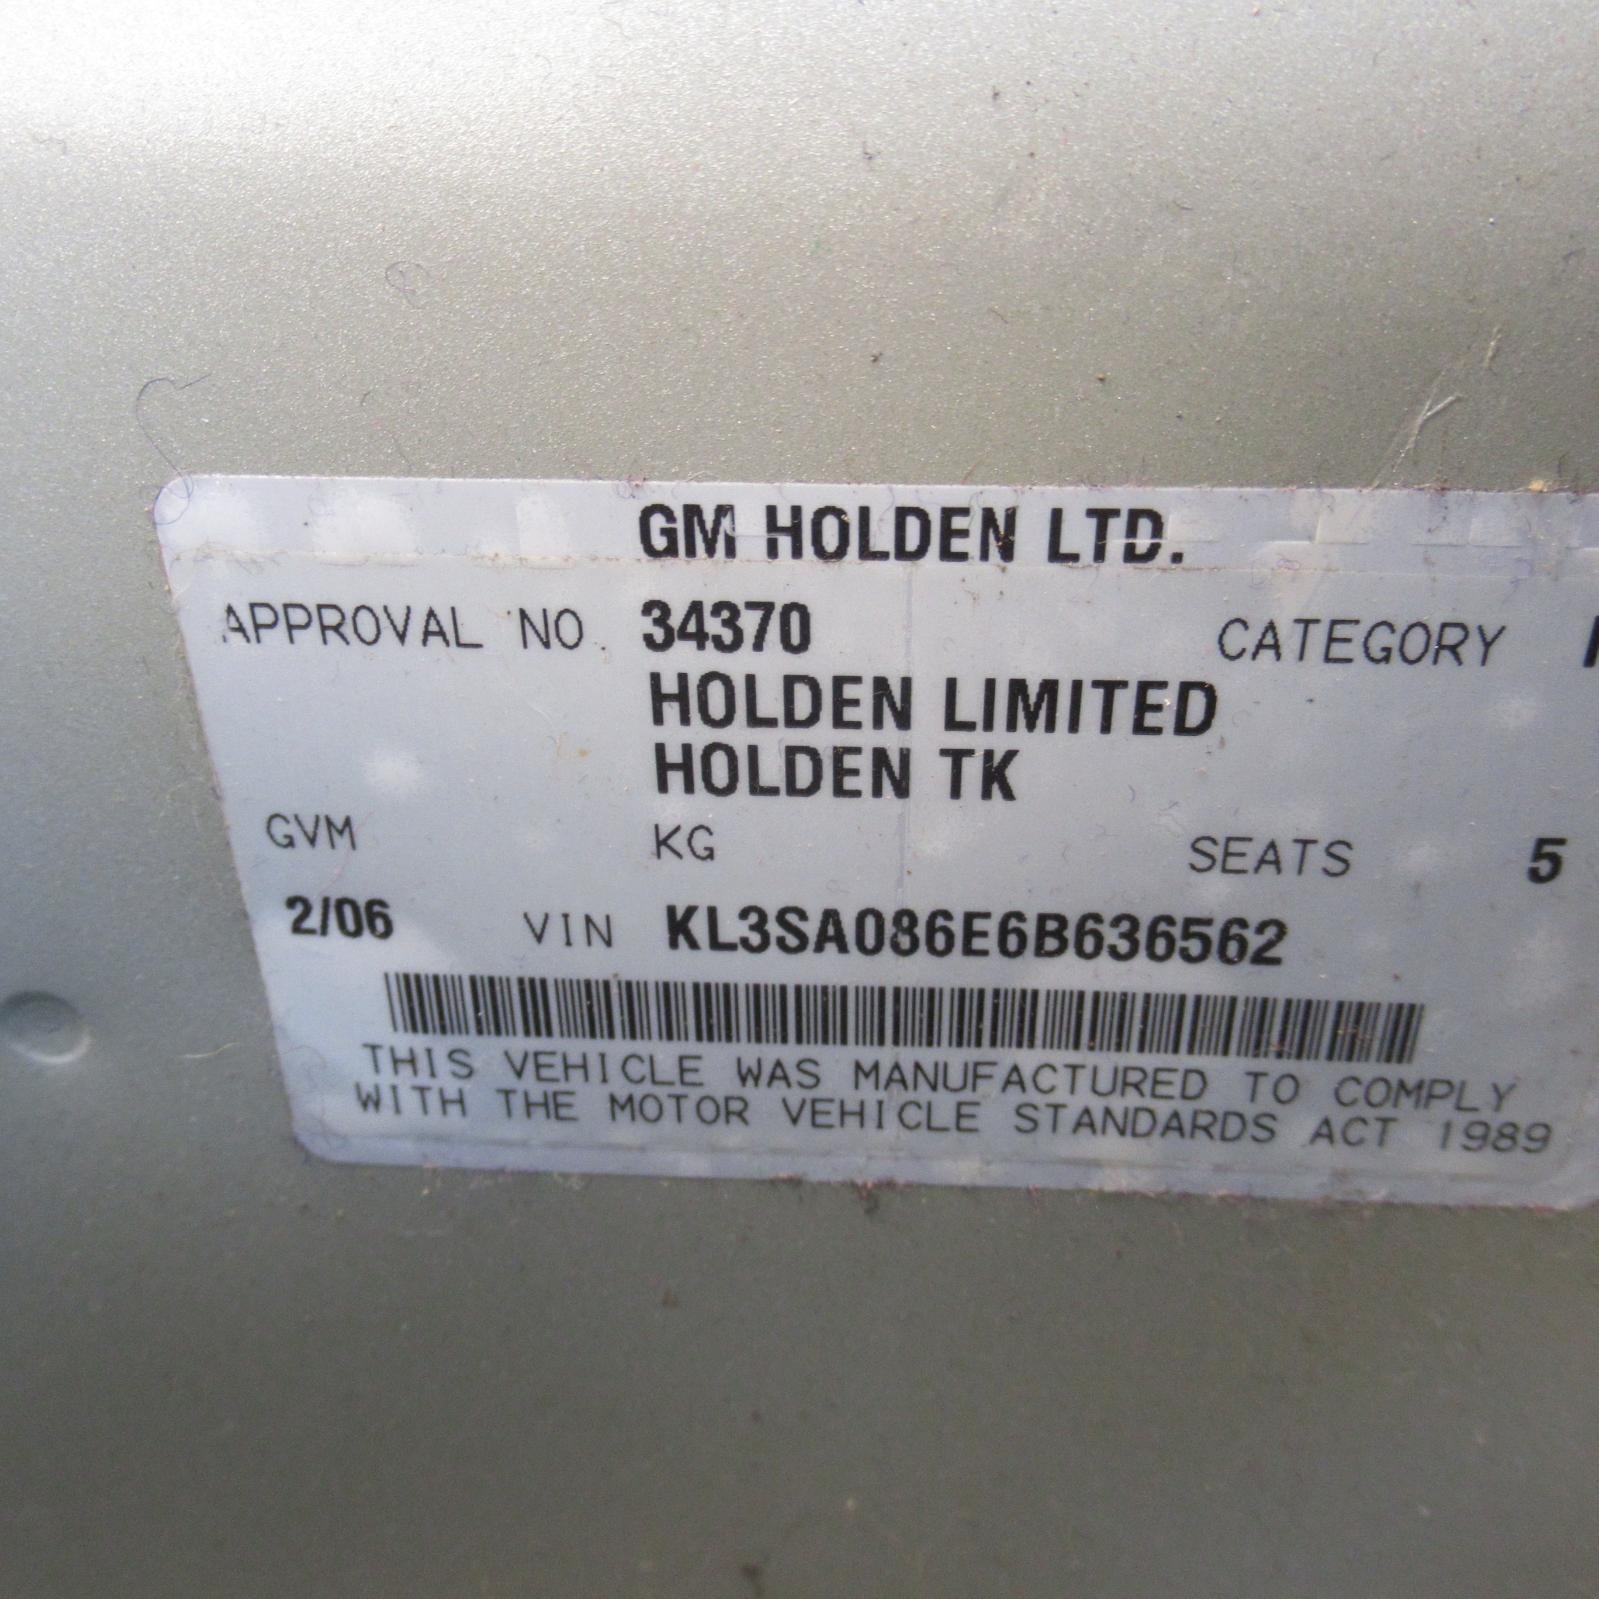 GM HOLDEN LTD.
APPROVAL NO. 34370 CATEGORY
HOLDEN LIMITED
HOLDEN TK
GVM KG SEATS 5
2/06 VIN KL3SA086E6B636562
THIS VEHICLE WAS MANUFACTURED TO COMPLY
WITH THE MOTOR VEHICLE STANDARDS ACT 1989